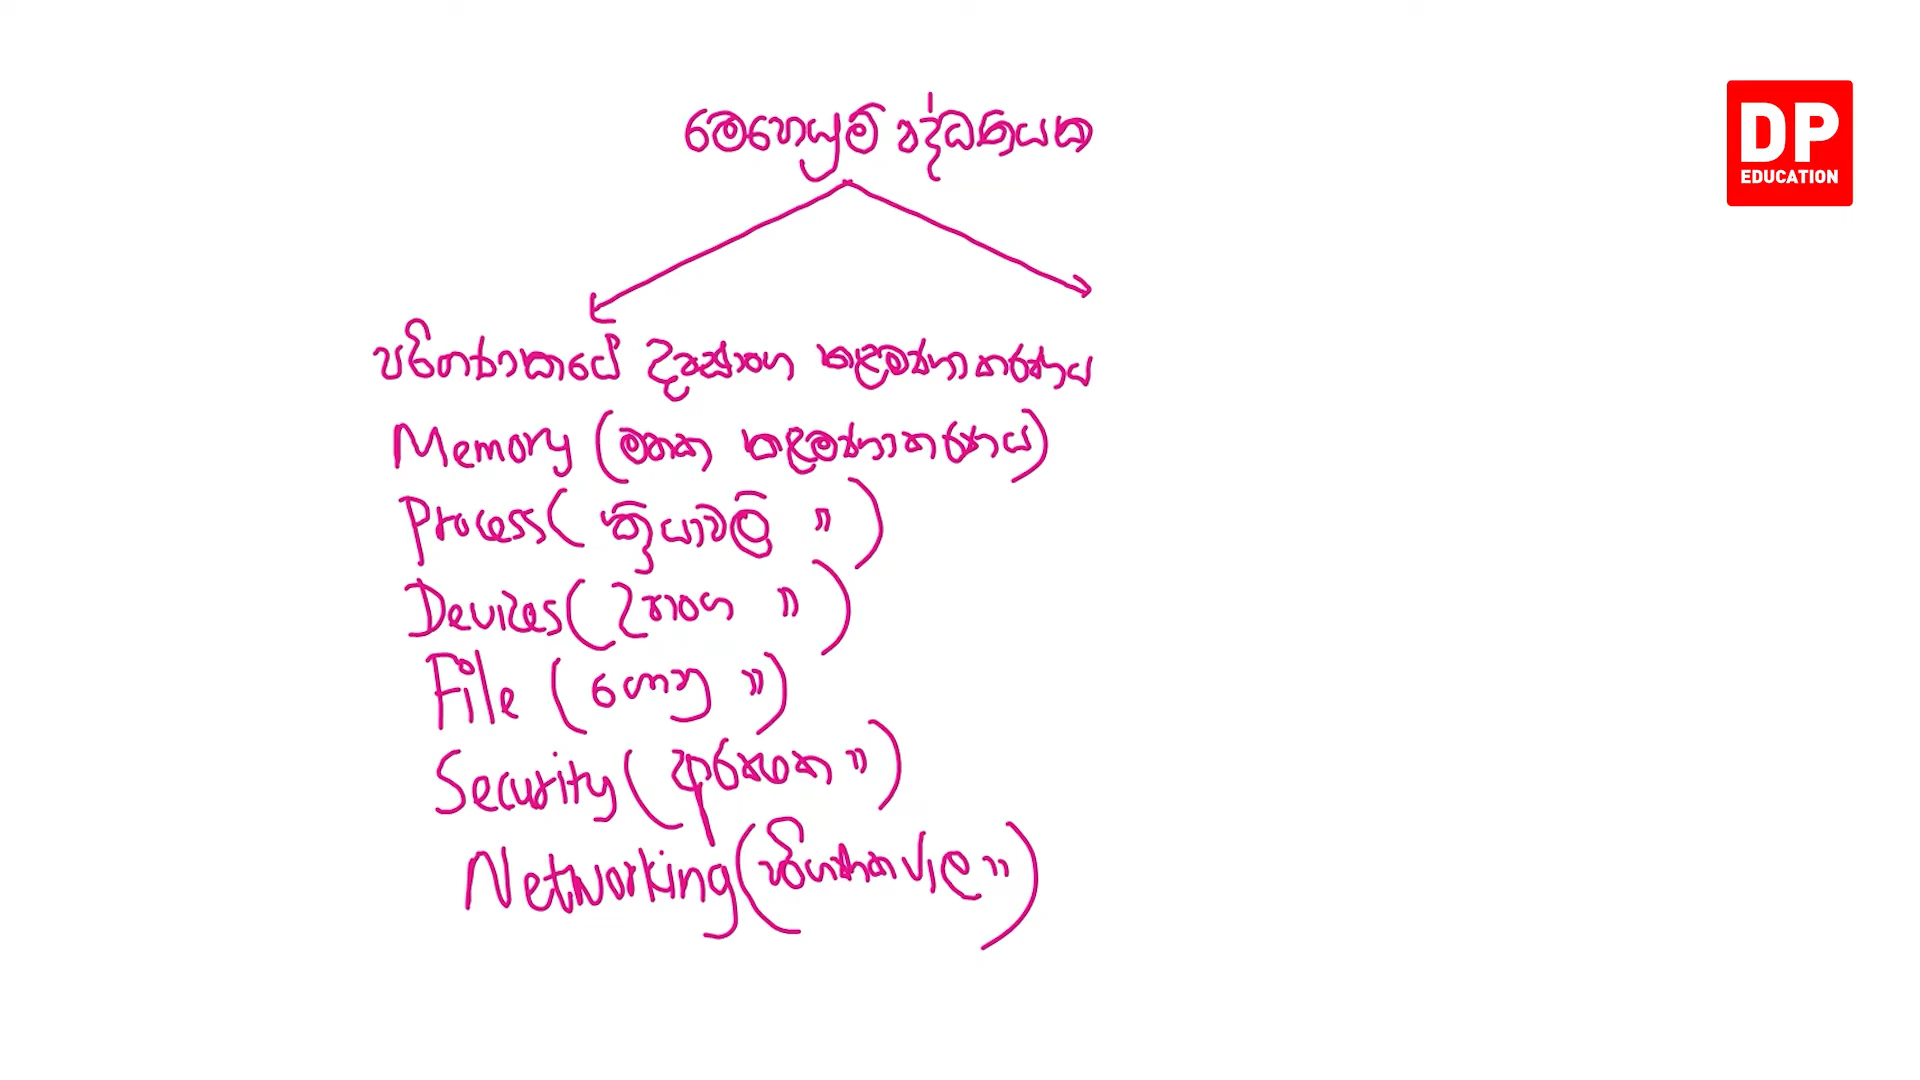 මෙහෙයුම් පද්ධතියක
DP
EDUCATION
පරිගණකයේ දෘඪාංග කළමනාකරණය
Memory (මතක කළමනාකරණය)
Process( ක්‍රියාවලි " )
Devices( උපාංග " )
File ( ගොනු " )
Security( ආරක්ෂක " )
Networking(පරිගණක ජාල " )